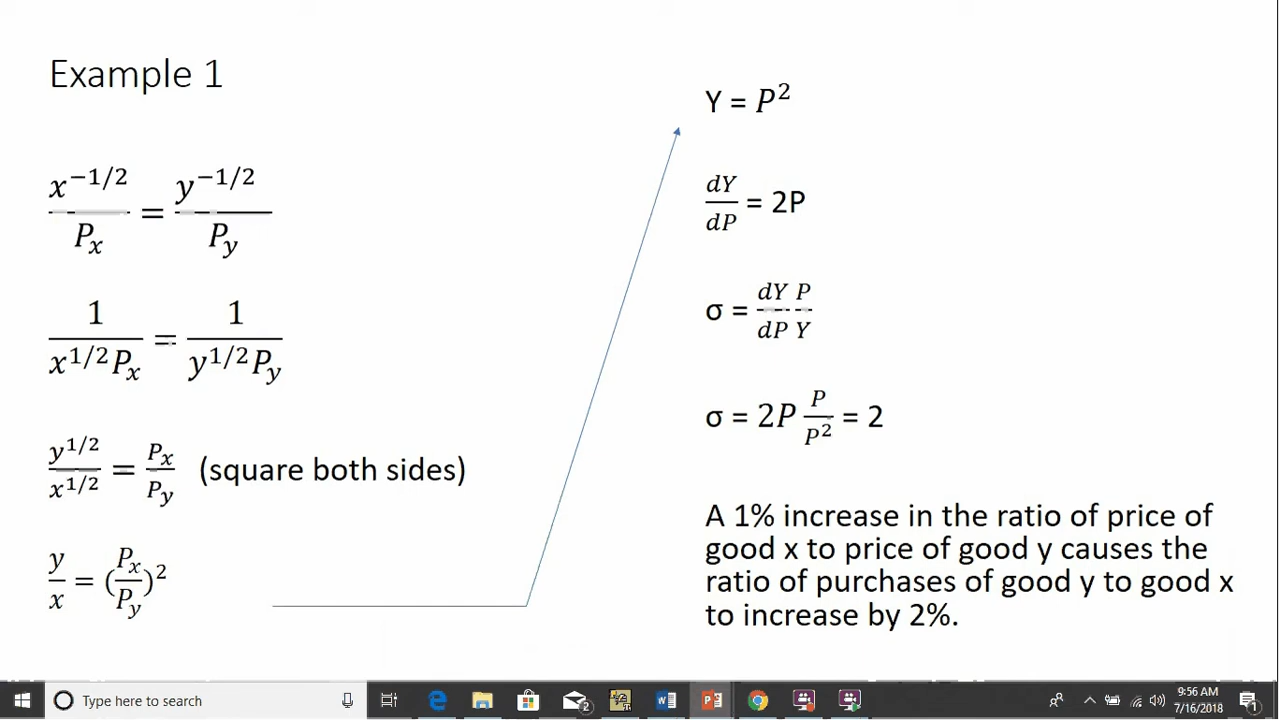 Example 1
x^{-1/2}/P_x = y^{-1/2}/P_y
1/(x^{1/2}P_x) = 1/(y^{1/2}P_y)
y^{1/2}/x^{1/2} = P_x/P_y (square both sides)
y/x = (P_x/P_y)^2
Y = P^2
dY/dP = 2P
σ = dY/dP P/Y
σ = 2P P/P^2 = 2
A 1% increase in the ratio of price of
good x to price of good y causes the
ratio of purchases of good y to good x
to increase by 2%.
Type here to search
2
9:56 AM
7/16/2018
1